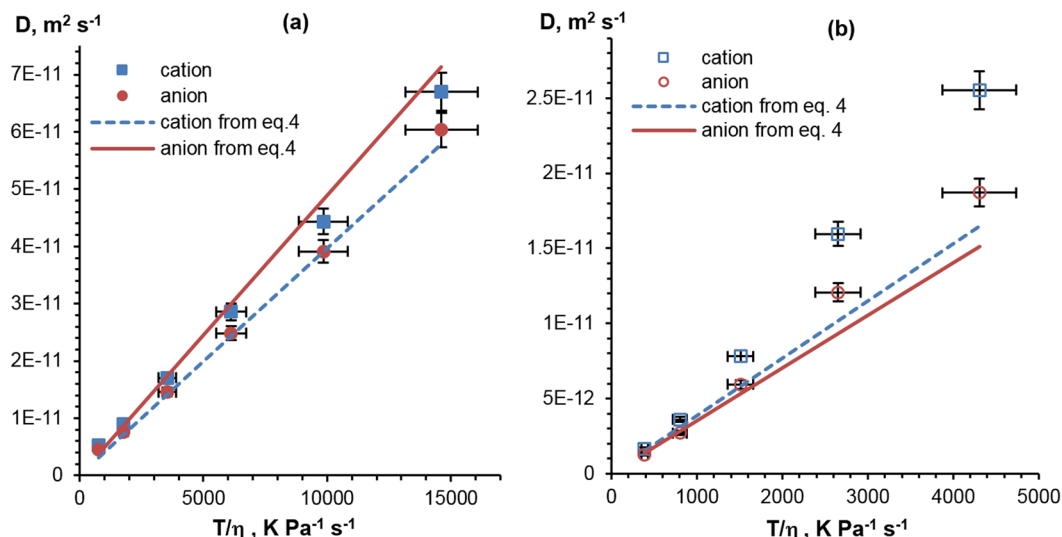 D, m² s⁻¹
(a)
7E-11
6E-11
5E-11
4E-11
3E-11
2E-11
1E-11
0
cation
anion
cation from eq.4
anion from eq.4
0 5000 10000 15000
T/η , K Pa⁻¹ s⁻¹
D, m² s⁻¹
(b)
2.5E-11
2E-11
1.5E-11
1E-11
5E-12
0
cation
anion
cation from eq. 4
anion from eq. 4
0 1000 2000 3000 4000 5000
T/η , K Pa⁻¹ s⁻¹